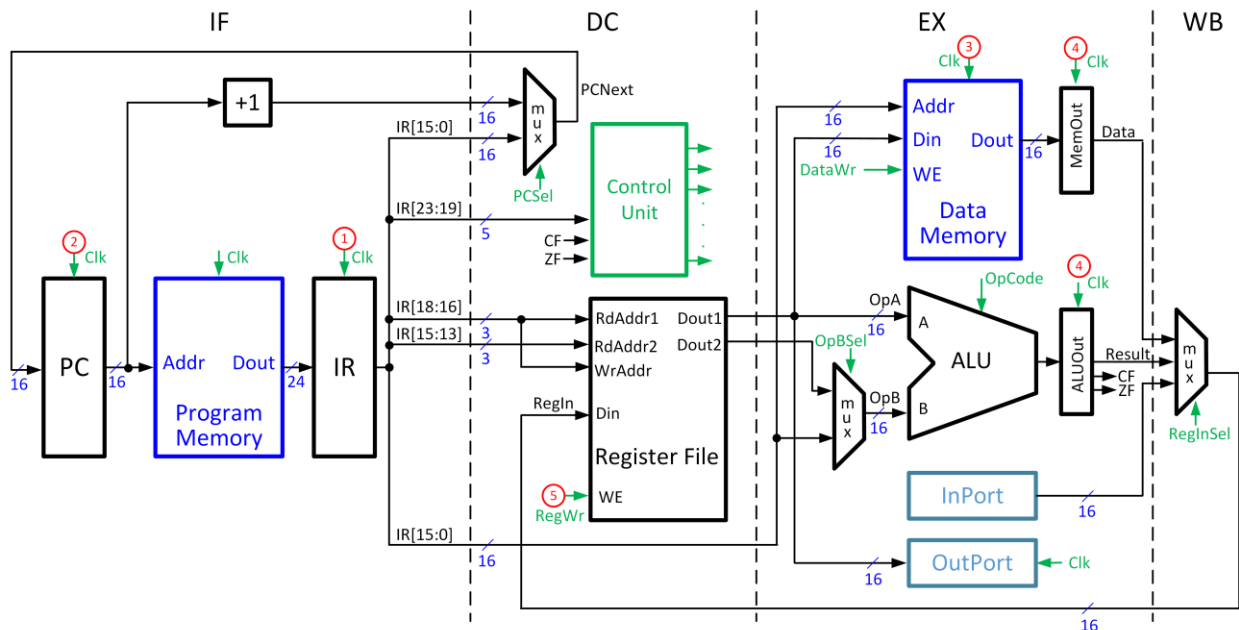 IF
DC
EX
WB
3
4
Clk
Clk
PCNext
+1
16
mux
Addr
16
Din
Dout
16
16
MemOut
Data
IR[15:0]
16
DataWr
WE
PCSel
Control
Unit
Data
Memory
IR[23:19]
5
CF
ZF
2
Clk
Clk
1
Clk
4
Clk
OpCode
IR[18:16]
3
IR[15:13]
3
RdAddr1
Dout1
RdAddr2
Dout2
WrAddr
OpA
16
A
OpBSel
ALU
ALUOut
Result
CF
ZF
mux
16
PC
16
Addr
Dout
24
IR
Program
Memory
RegIn
Din
Register File
mux
OpB
16
B
RegInSel
5
RegWr
WE
InPort
16
IR[15:0]
16
16
OutPort
Clk
16